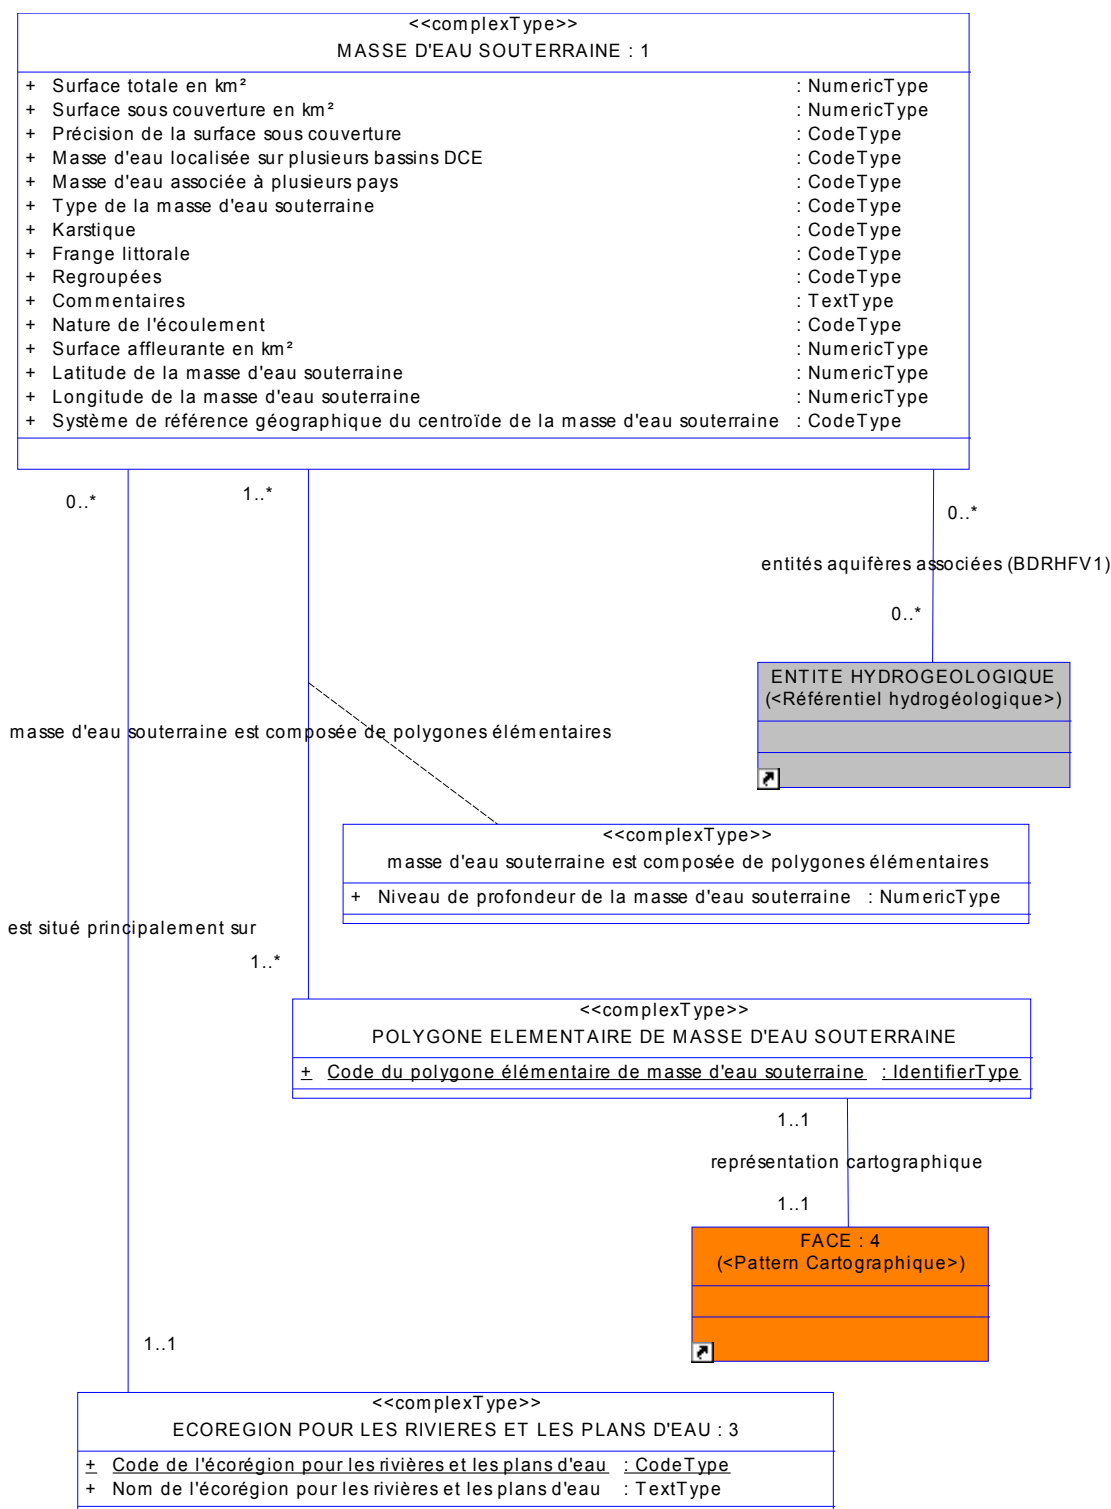 <<complexType>>
MASSE D'EAU SOUTERRAINE : 1
+ Surface totale en km² : NumericType
+ Surface sous couverture en km² : NumericType
+ Précision de la surface sous couverture : CodeType
+ Masse d'eau localisée sur plusieurs bassins DCE : CodeType
+ Masse d'eau associée à plusieurs pays : CodeType
+ Type de la masse d'eau souterraine : CodeType
+ Karstique : CodeType
+ Frange littorale : CodeType
+ Regroupées : CodeType
+ Commentaires : TextType
+ Nature de l'écoulement : CodeType
+ Surface affleurante en km² : NumericType
+ Latitude de la masse d'eau souterraine : NumericType
+ Longitude de la masse d'eau souterraine : NumericType
+ Système de référence géographique du centroïde de la masse d'eau souterraine : CodeType
0..*
1..*
0..*
entités aquifères associées (BDRHFV1)
0..*
ENTITE HYDROGEOLOGIQUE
(<Référentiel hydrogéologique>)
masse d'eau souterraine est composée de polygones élémentaires
<<complexType>>
masse d'eau souterraine est composée de polygones élémentaires
+ Niveau de profondeur de la masse d'eau souterraine : NumericType
est situé principalement sur
1..*
<<complexType>>
POLYGONE ELEMENTAIRE DE MASSE D'EAU SOUTERRAINE
+ Code du polygone élémentaire de masse d'eau souterraine : IdentifierType
1..1
représentation cartographique
1..1
FACE : 4
(<Pattern Cartographique>)
1..1
<<complexType>>
ECOREGION POUR LES RIVIERES ET LES PLANS D'EAU : 3
+ Code de l'écorégion pour les rivières et les plans d'eau : CodeType
+ Nom de l'écorégion pour les rivières et les plans d'eau : TextType